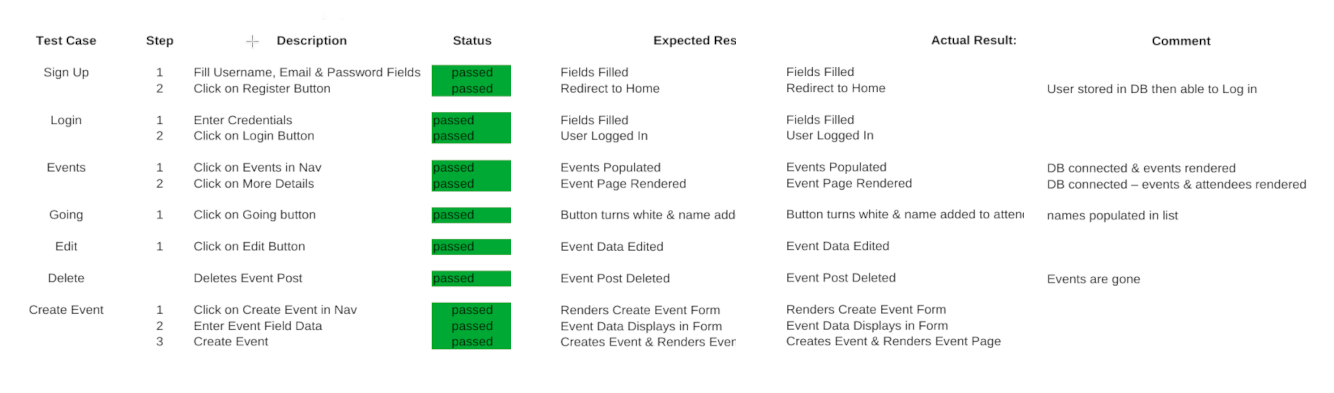 Test Case Step Description Status Expected Res Actual Result: Comment
Sign Up 1 Fill Username, Email & Password Fields passed Fields Filled Fields Filled
2 Click on Register Button passed Redirect to Home Redirect to Home User stored in DB then able to Log in
Login 1 Enter Credentials passed Fields Filled Fields Filled
2 Click on Login Button passed User Logged In User Logged In
Events 1 Click on Events in Nav passed Events Populated Events Populated DB connected & events rendered
2 Click on More Details passed Event Page Rendered Event Page Rendered DB connected – events & attendees rendered
Going 1 Click on Going button passed Button turns white & name add Button turns white & name added to atten names populated in list
Edit 1 Click on Edit Button passed Event Data Edited Event Data Edited
Delete Deletes Event Post passed Event Post Deleted Event Post Deleted Events are gone
Create Event 1 Click on Create Event in Nav passed Renders Create Event Form Renders Create Event Form
2 Enter Event Field Data passed Event Data Displays in Form Event Data Displays in Form
3 Create Event passed Creates Event & Renders Ever Creates Event & Renders Event Page